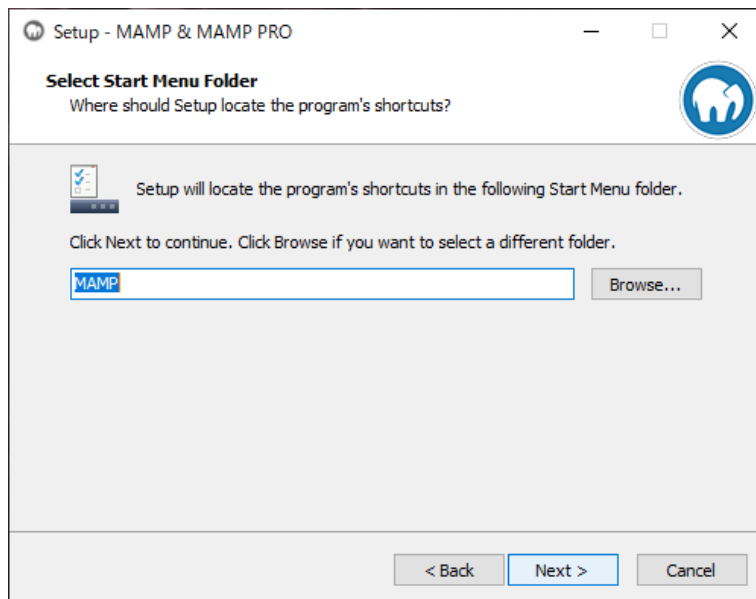 Setup - MAMP & MAMP PRO
Select Start Menu Folder
Where should Setup locate the program's shortcuts?
Setup will locate the program's shortcuts in the following Start Menu folder.
Click Next to continue. Click Browse if you want to select a different folder.
MAMP
Browse...
< Back
Next >
Cancel